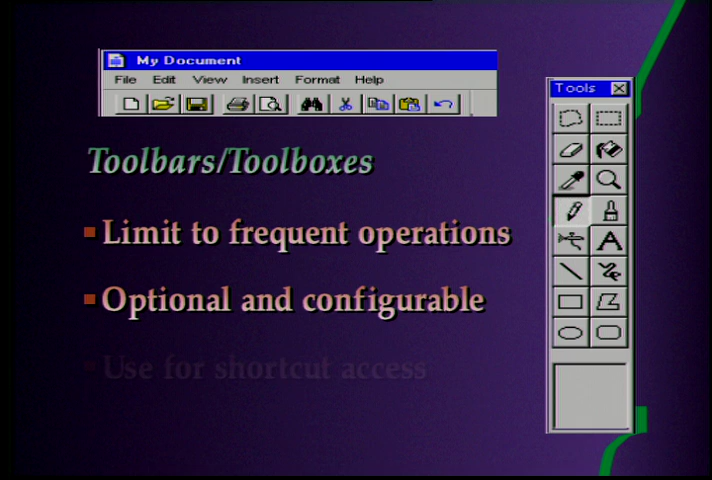 My Document
File Edit View Insert Format Help
Tools
A
Toolbars/Toolboxes
Limit to frequent operations
Optional and configurable
Use for shortcut access